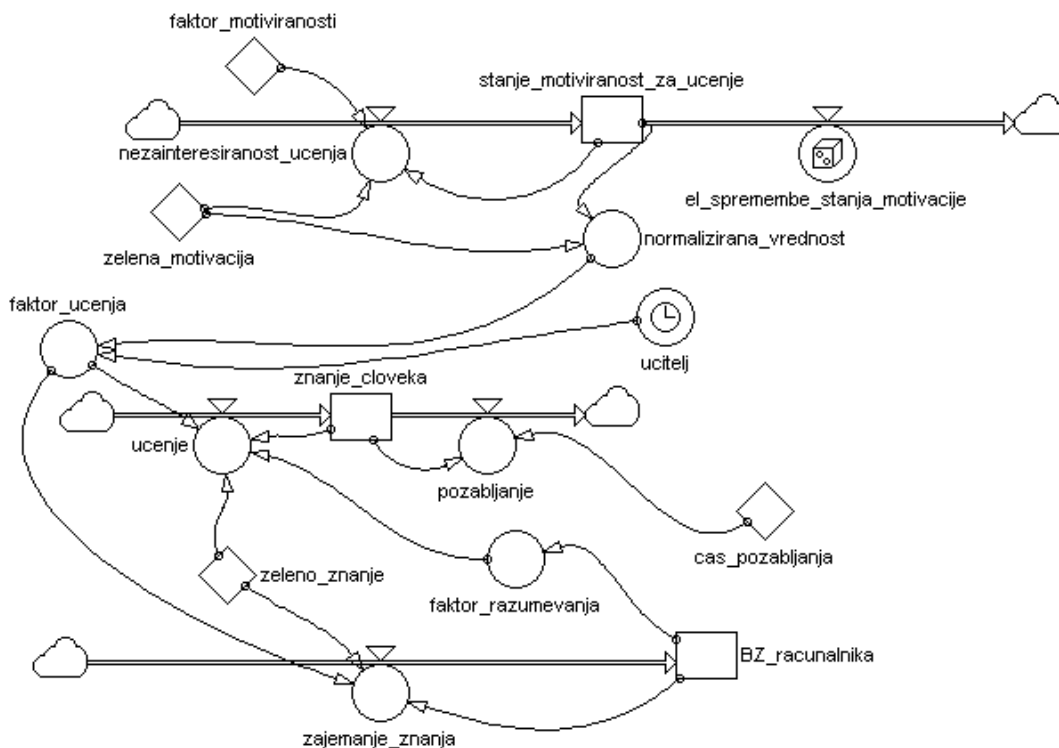 faktor_motiviranosti
stanje_motiviranost_za_ucenje
nezainteresiranost_ucenja
el_spremembe_stanja_motivacije
zelena_motivacija
normalizirana_vrednost
faktor_ucenja
ucitelj
znanje_cloveka
ucenje
pozabljanje
cas_pozabljanja
zeleno_znanje
faktor_razumevanja
BZ_racunalnika
zajemanje_znanja